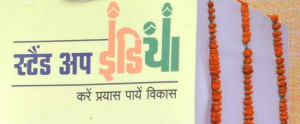 स्टैंड अप इंडिया
करें प्रयास पायें विकास